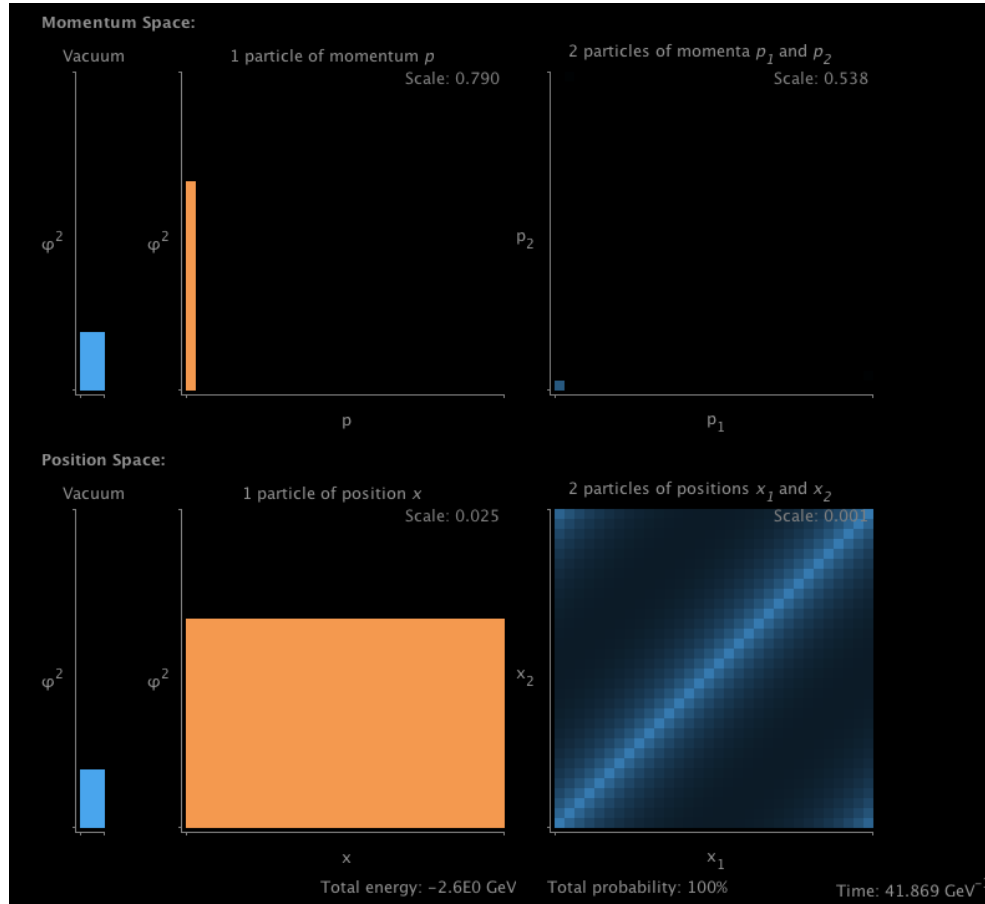 Momentum Space:
Vacuum
1 particle of momentum p
2 particles of momenta p₁ and p₂
Scale: 0.790
Scale: 0.538
φ²
φ²
p₂
p
p₁
Position Space:
Vacuum
1 particle of position x
2 particles of positions x₁ and x₂
Scale: 0.025
Scale: 0.001
φ²
φ²
x₂
x
x₁
Total energy: -2.6E0 GeV
Total probability: 100%
Time: 41.869 GeV⁻